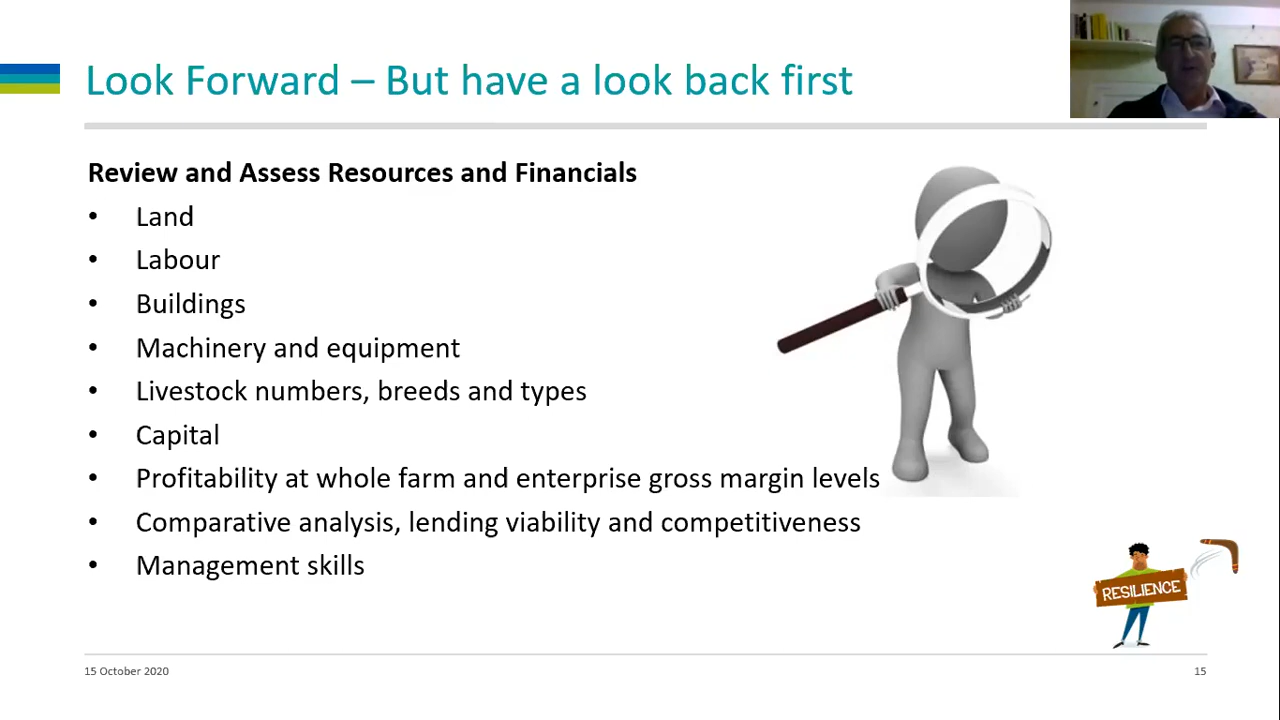 Look Forward – But have a look back first
Review and Assess Resources and Financials
• Land
• Labour
• Buildings
• Machinery and equipment
• Livestock numbers, breeds and types
• Capital
• Profitability at whole farm and enterprise gross margin levels
• Comparative analysis, lending viability and competitiveness
• Management skills
RESILIENCE
15 October 2020
15